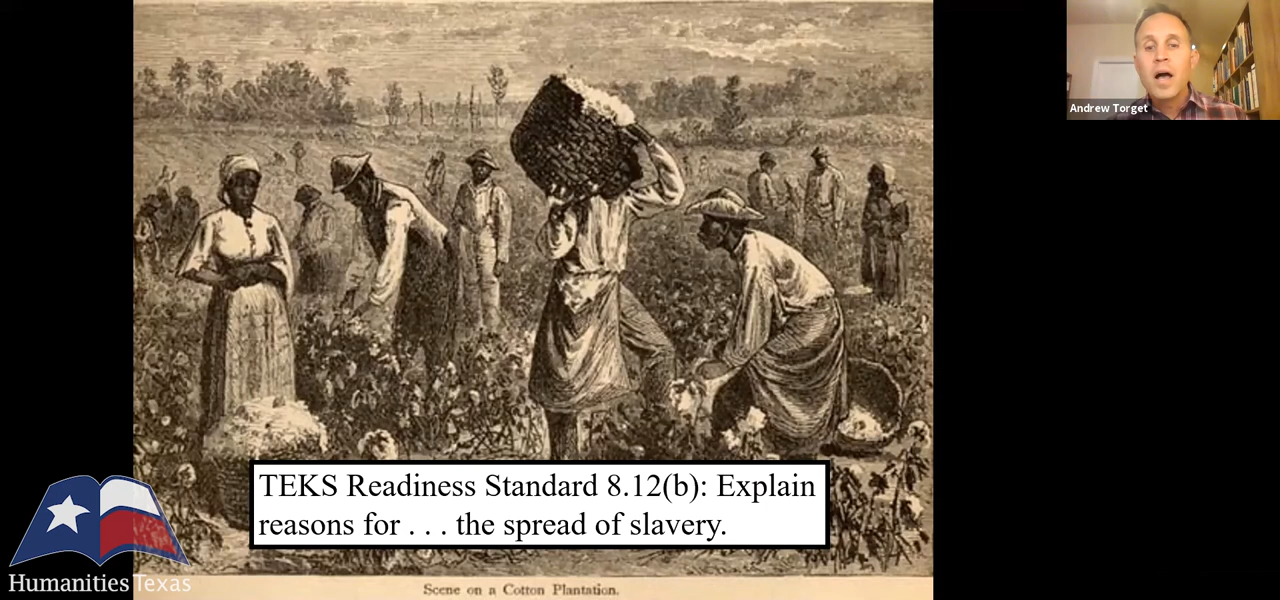 Andrew Torget
TEKS Readiness Standard 8.12(b): Explain
reasons for . . . the spread of slavery.
Humanities Texas
Scene on a Cotton Plantation.